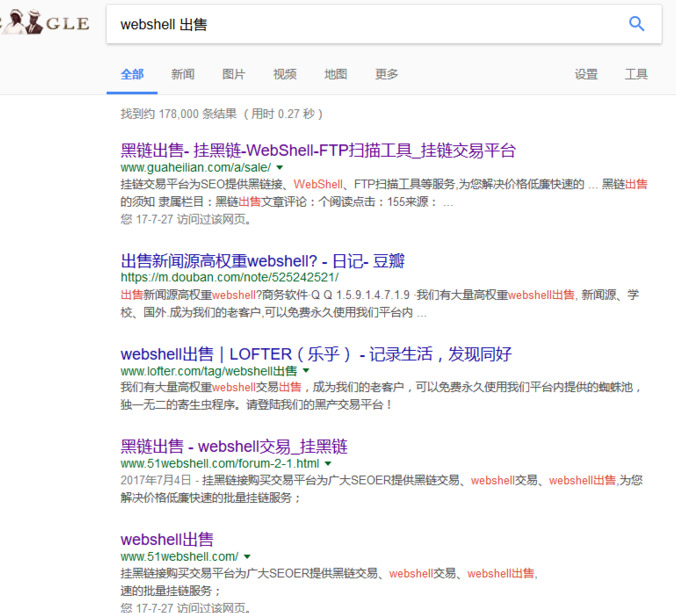 GLE
webshell 出售
全部 新闻 图片 视频 地图 更多 设置 工具
找到约 178,000 条结果 （用时 0.27 秒）
黑链出售- 挂黑链-WebShell-FTP扫描工具_挂链交易平台
www.guaheilian.com/a/sale/
挂链交易平台为SEO提供黑链接、WebShell、FTP扫描工具等服务,为您解决价格低廉快速的 ... 黑链出售
的须知 隶属栏目：黑链出售文章评论：个阅读点击：155来源： ...
您 17-7-27 访问过该网页。
出售新闻源高权重webshell? - 日记- 豆瓣
https://m.douban.com/note/525242521/
出售新闻源高权重webshell?商务软件·Q Q 1.5.9.1.4.7.1.9 ·我们有大量高权重webshell出售, 新闻源、学
校、国外.成为我们的老客户,可以免费永久使用我们平台内 ...
webshell出售｜LOFTER（乐乎） - 记录生活，发现同好
www.lofter.com/tag/webshell出售
我们有大量高权重webshell交易出售，成为我们的老客户，可以免费永久使用我们平台内提供的蜘蛛池，
独一无二的寄生虫程序。请登陆我们的黑产交易平台！
黑链出售 - webshell交易_挂黑链
www.51webshell.com/forum-2-1.html
2017年7月4日 - 挂黑链接购买交易平台为广大SEOER提供黑链交易、webshell交易、webshell出售,为您
解决价格低廉快速的批量挂链服务；
webshell出售
www.51webshell.com/
挂黑链接购买交易平台为广大SEOER提供黑链交易、webshell交易、webshell出售,
速的批量挂链服务；
您 17-7-27 访问过该网页。